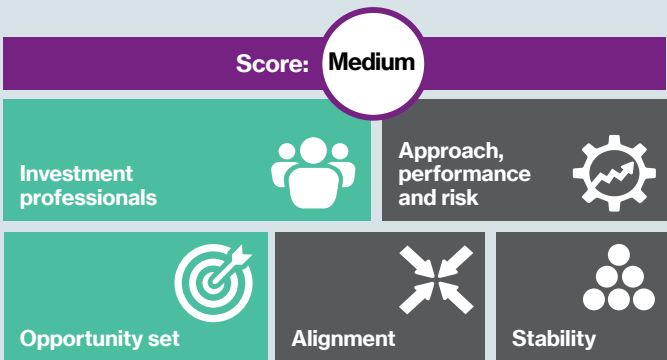 Score: Medium
Investment
professionals
Approach,
performance
and risk
Opportunity set
Alignment
Stability